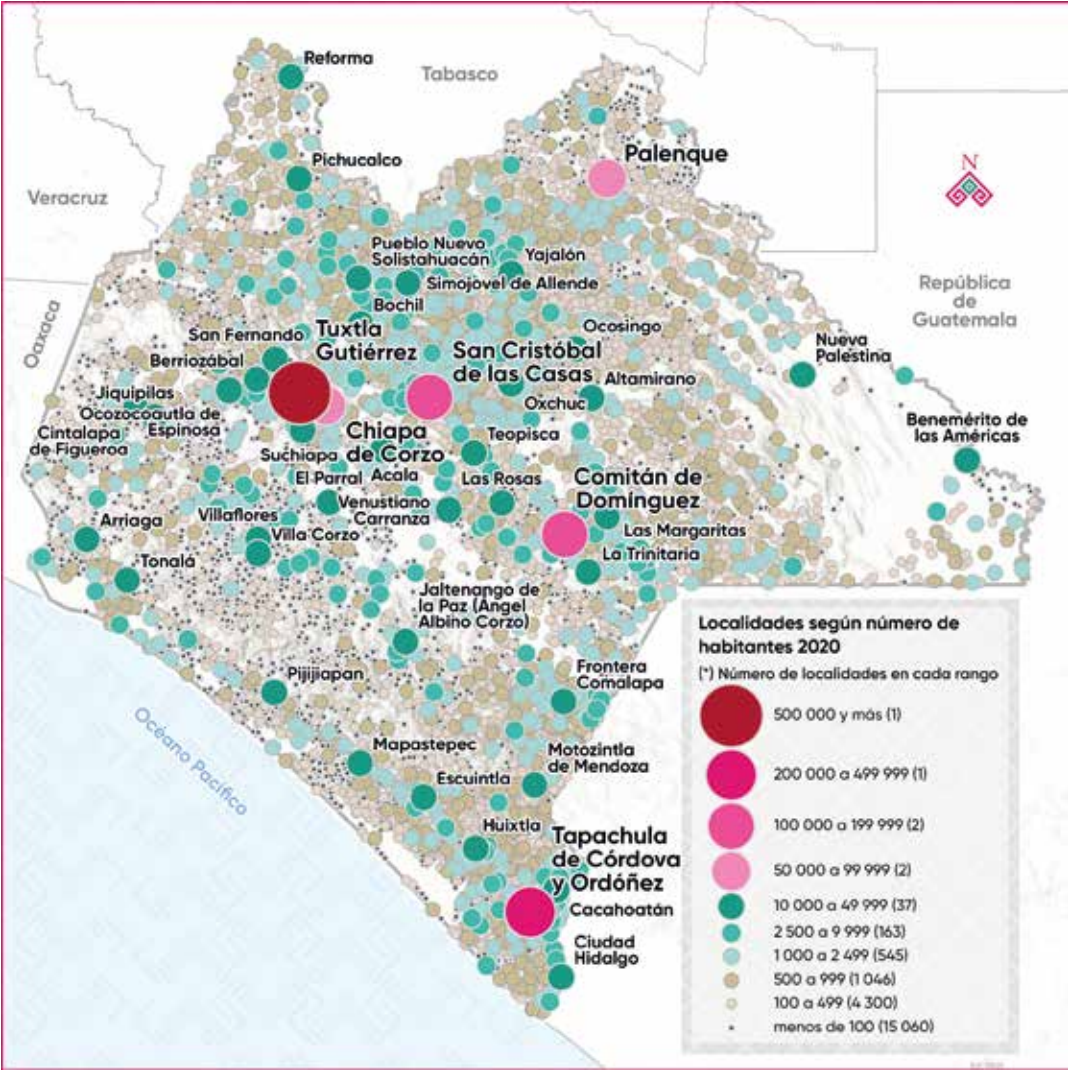 Reforma
Tabasco
Palenque
N
Pichucalco
Veracruz
Pueblo Nuevo
Solistahuacán
Yajalón
Simojovel de Allende
República
de
Guatemala
Oaxaca
Bochil
San Fernando
Tuxtla
Gutiérrez
Ocosingo
Nueva
Palestina
Berriozábal
San Cristóbal
de las Casas
Altamirano
Jiquipilas
Oxchuc
Ocozocoautla de
Espinosa
Benemérito de
las Américas
Cintalapa
de Figueroa
Chiapa
de Corzo
Teopisca
Suchiapa
El Parral
Acala
Las Rosas
Comitán de
Domínguez
Venustiano
Carranza
Arriaga
Villaflores
Las Margaritas
Villa Corzo
La Trinitaria
Tonalá
Jaltenango de
la Paz (Ángel
Albino Corzo)
Pijijiapan
Frontera
Comalapa
Océano Pacífico
Mapastepec
Motozintla
de Mendoza
Escuintla
Huixtla
Tapachula
de Córdova
y Ordóñez
Cacahoatán
Ciudad
Hidalgo
Localidades según número de
habitantes 2020
(*) Número de localidades en cada rango
500 000 y más (1)
200 000 a 499 999 (1)
100 000 a 199 999 (2)
50 000 a 99 999 (2)
10 000 a 49 999 (37)
2 500 a 9 999 (163)
1 000 a 2 499 (545)
500 a 999 (1 046)
100 a 499 (4 300)
menos de 100 (15 060)